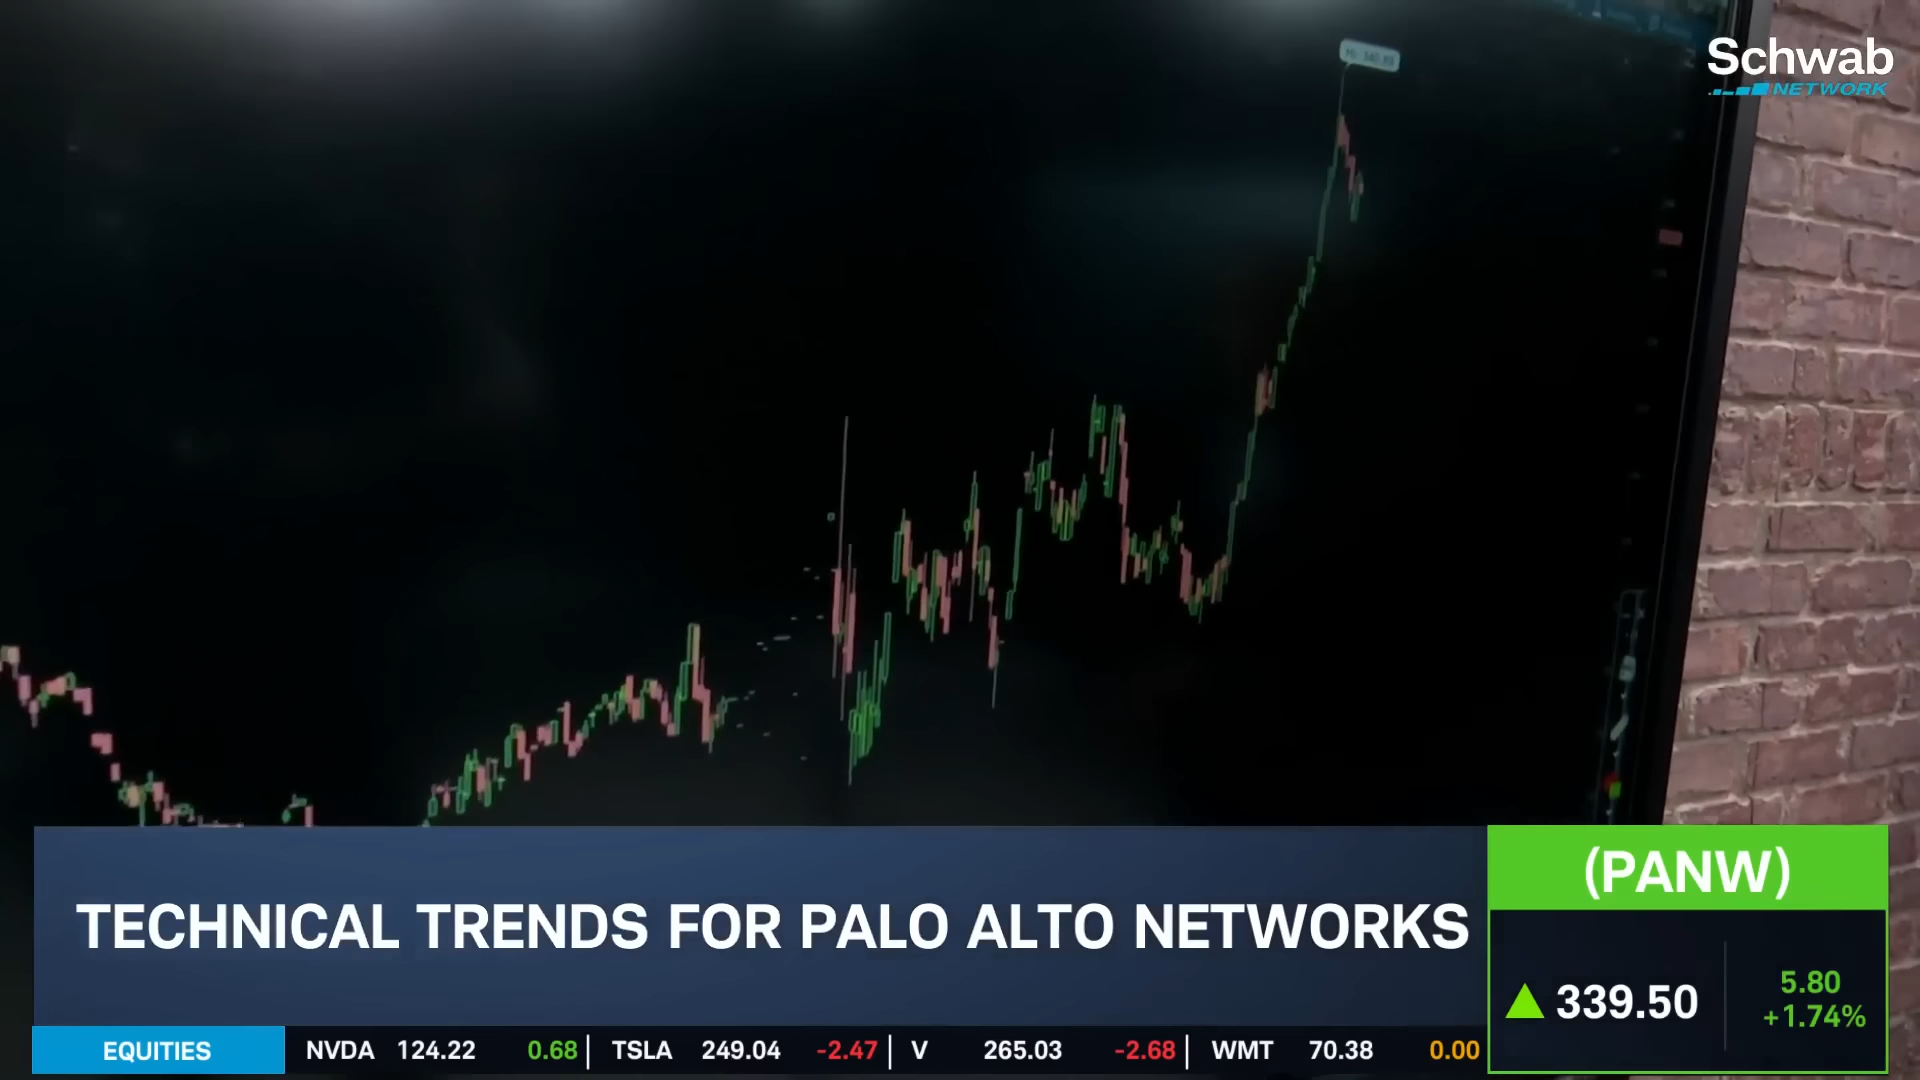 Schwab
NETWORK
TECHNICAL TRENDS FOR PALO ALTO NETWORKS
(PANW)
339.50
5.80
+1.74%
EQUITIES
NVDA 124.22 0.68 TSLA 249.04 -2.47 V 265.03 -2.68 WMT 70.38 0.00